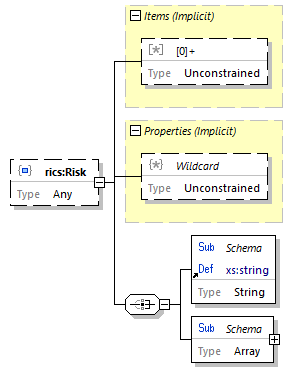 Items (Implicit)
[*] [0]+
Type Unconstrained
Properties (Implicit)
{*} Wildcard
Type Unconstrained
rics:Risk
Type Any
Sub Schema
Def xs:string
Type String
Sub Schema
Type Array